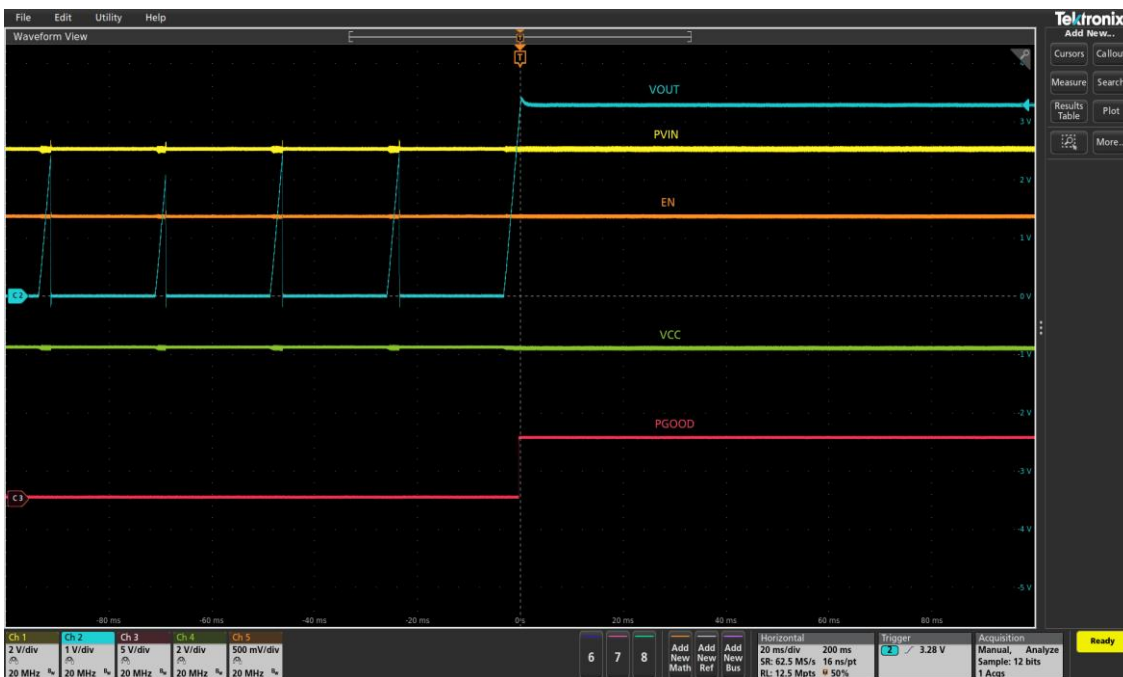 File Edit Utility Help
Tektronix
Waveform View
Add New...
Cursors Callou
Measure Search
Results Table Plot
More...
T
VOUT
3 V
PVIN
2 V
EN
1 V
C2
0 V
VCC
-1 V
-2 V
PGOOD
C3
-3 V
-4 V
-5 V
-80 ms -60 ms -40 ms -20 ms 0 s 20 ms 40 ms 60 ms 80 ms
Ch 1 Ch 2 Ch 3 Ch 4 Ch 5
2 V/div 1 V/div 5 V/div 2 V/div 500 mV/div
20 MHz 20 MHz 20 MHz 20 MHz 20 MHz
6 7 8
Add New Math
Add New Ref
Add New Bus
Horizontal
20 ms/div 200 ms
SR: 62.5 MS/s 16 ns/pt
RL: 12.5 Mpts 50%
Trigger
2 3.28 V
Acquisition
Manual, Analyze
Sample: 12 bits
1 Acqs
Ready